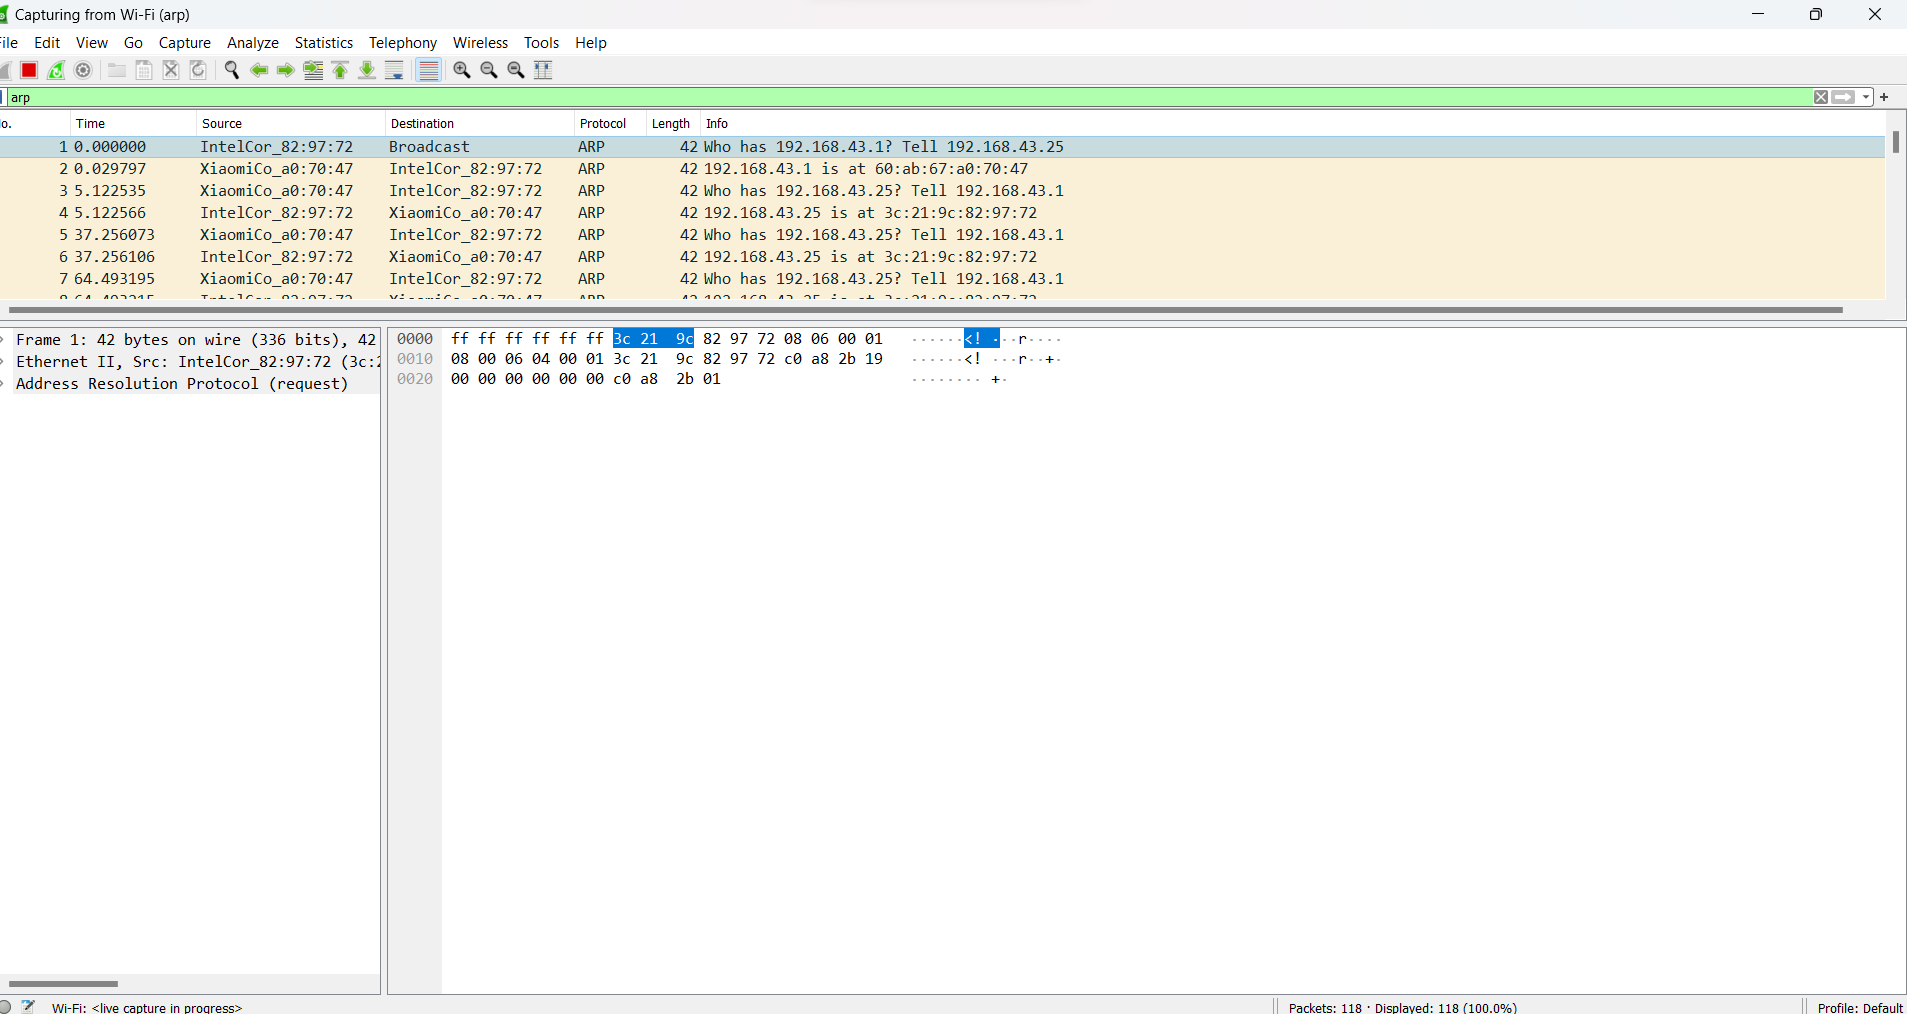 Capturing from Wi-Fi (arp)
ile Edit View Go Capture Analyze Statistics Telephony Wireless Tools Help
arp
o. Time Source Destination Protocol Length Info
1 0.000000 IntelCor_82:97:72 Broadcast ARP 42 Who has 192.168.43.1? Tell 192.168.43.25
2 0.029797 XiaomiCo_a0:70:47 IntelCor_82:97:72 ARP 42 192.168.43.1 is at 60:ab:67:a0:70:47
3 5.122535 XiaomiCo_a0:70:47 IntelCor_82:97:72 ARP 42 Who has 192.168.43.25? Tell 192.168.43.1
4 5.122566 IntelCor_82:97:72 XiaomiCo_a0:70:47 ARP 42 192.168.43.25 is at 3c:21:9c:82:97:72
5 37.256073 XiaomiCo_a0:70:47 IntelCor_82:97:72 ARP 42 Who has 192.168.43.25? Tell 192.168.43.1
6 37.256106 IntelCor_82:97:72 XiaomiCo_a0:70:47 ARP 42 192.168.43.25 is at 3c:21:9c:82:97:72
7 64.493195 XiaomiCo_a0:70:47 IntelCor_82:97:72 ARP 42 Who has 192.168.43.25? Tell 192.168.43.1
Frame 1: 42 bytes on wire (336 bits), 42
Ethernet II, Src: IntelCor_82:97:72 (3c:2
Address Resolution Protocol (request)
0000 ff ff ff ff ff ff 3c 21 9c 82 97 72 08 06 00 01 ······<! ···r····
0010 08 00 06 04 00 01 3c 21 9c 82 97 72 c0 a8 2b 19 ······<! ···r··+·
0020 00 00 00 00 00 00 c0 a8 2b 01 ········ +·
Wi-Fi: <live capture in progress>
Packets: 118 · Displayed: 118 (100.0%)
Profile: Default